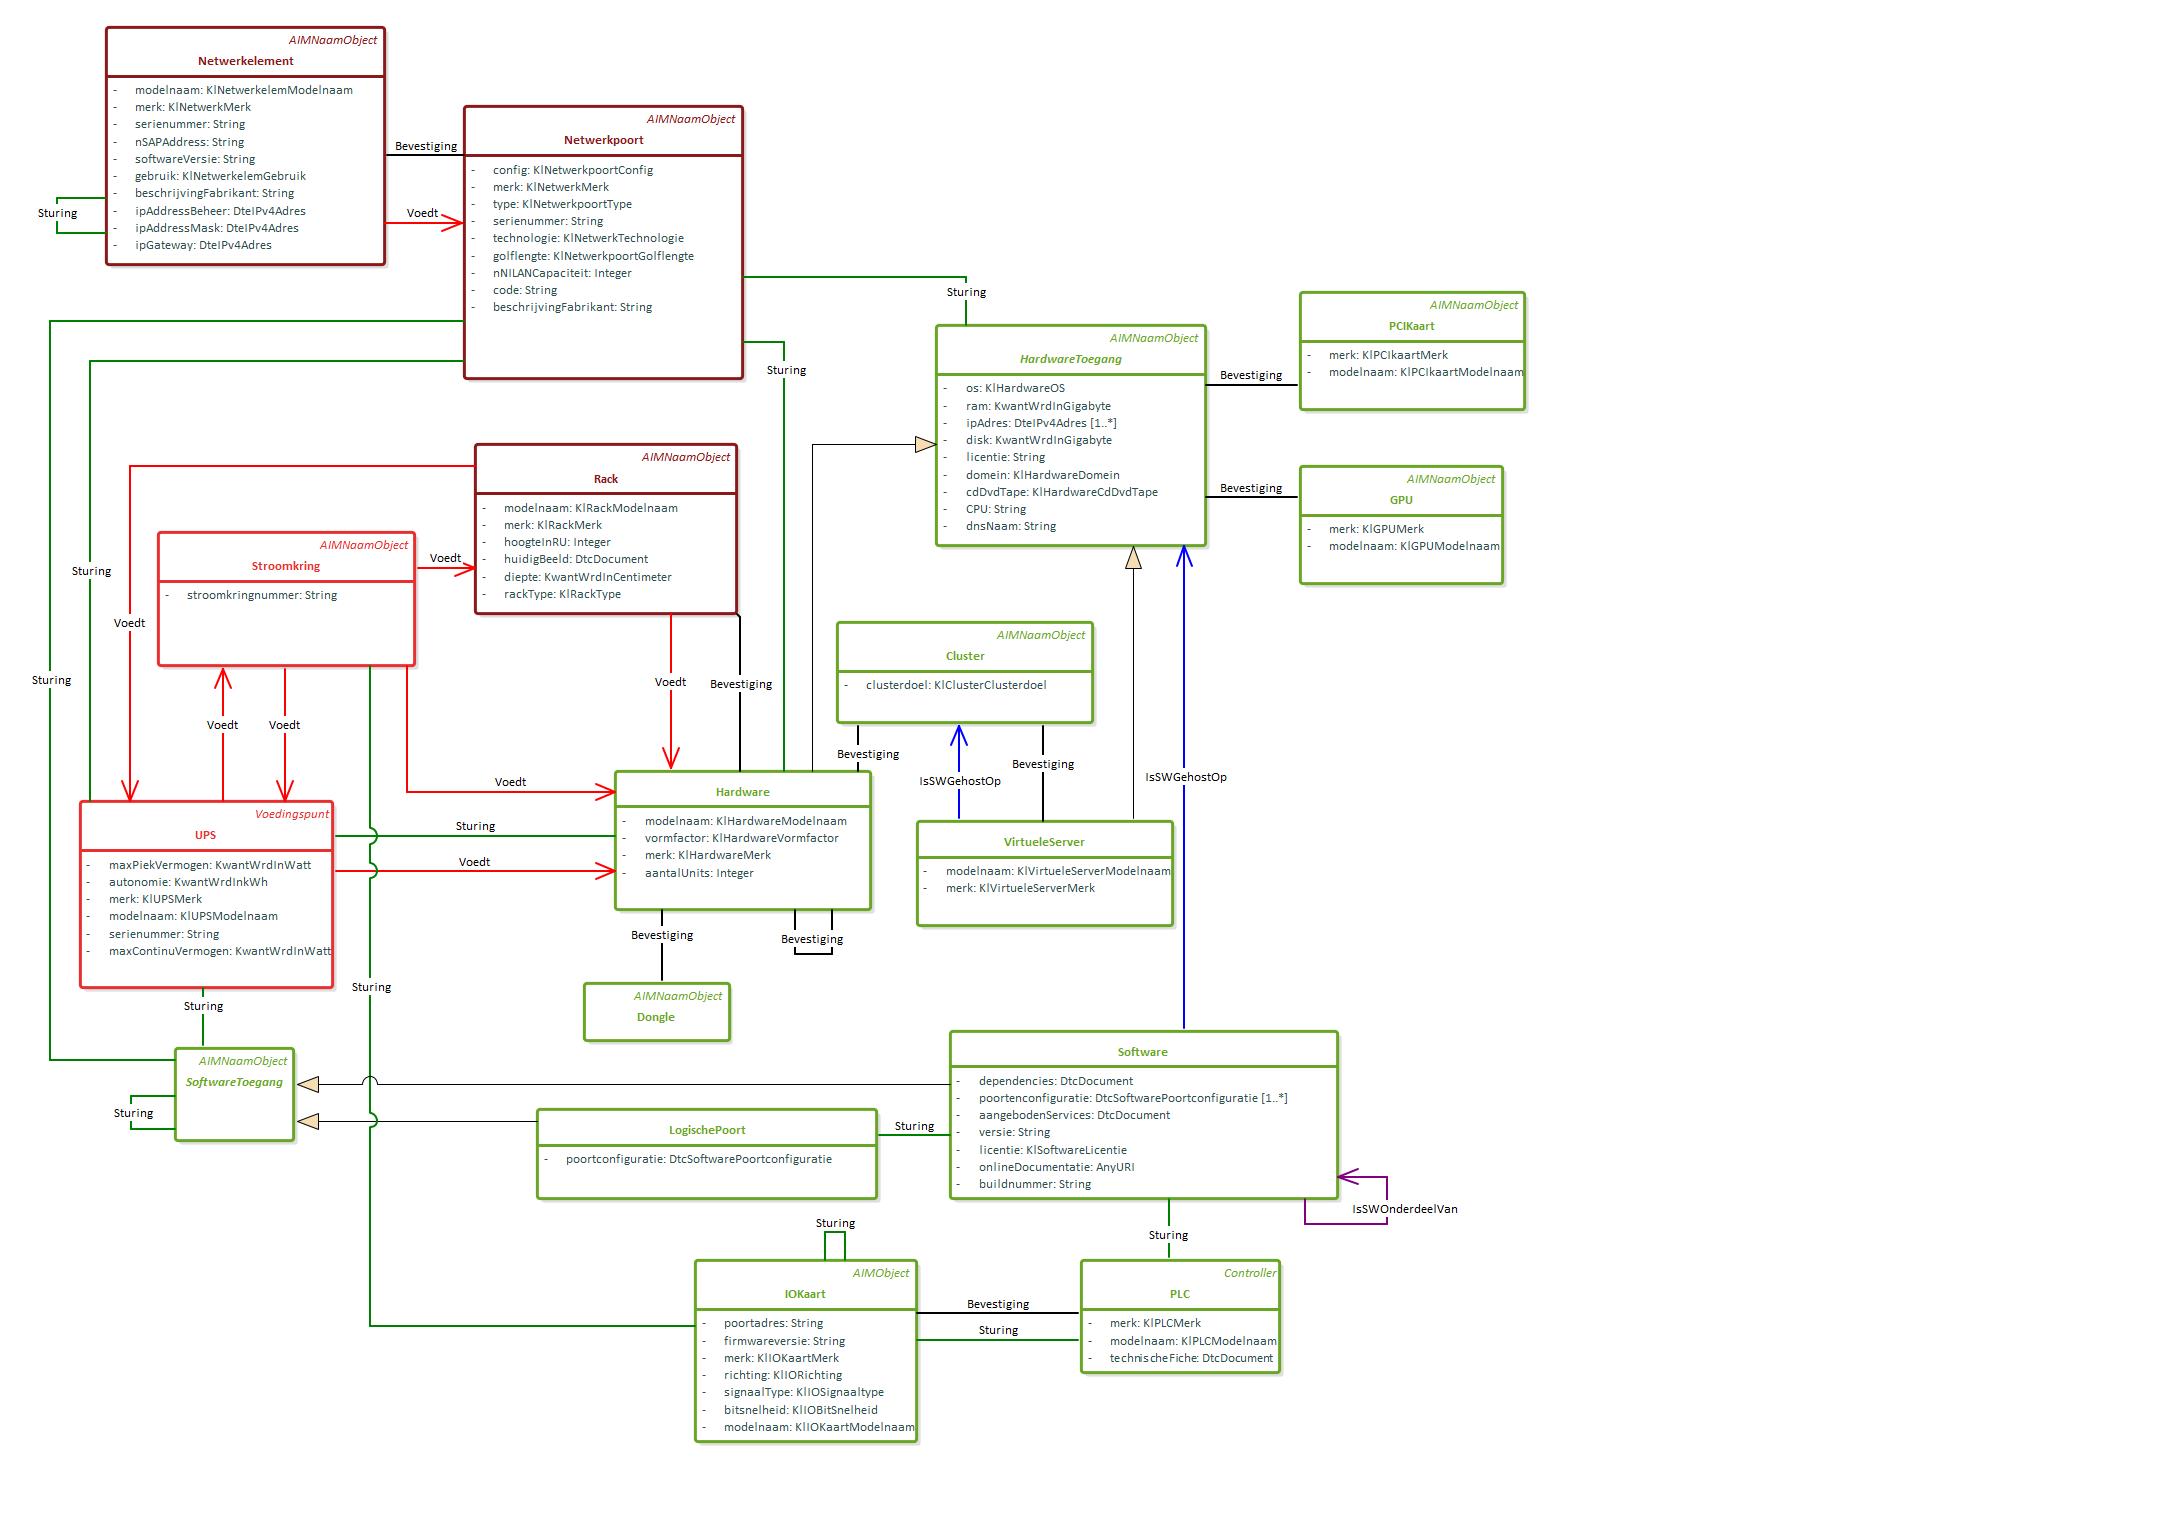 AIMNaamObject
Netwerkelement
- modelnaam: KlNetwerkelemModelnaam
- merk: KlNetwerkMerk
- serienummer: String
- nSAPAddress: String
- softwareVersie: String
- gebruik: KlNetwerkelemGebruik
- beschrijvingFabrikant: String
- ipAddressBeheer: DteIPv4Adres
- ipAddressMask: DteIPv4Adres
- ipGateway: DteIPv4Adres
Sturing
Bevestiging
Voedt
AIMNaamObject
Netwerkpoort
- config: KlNetwerkpoortConfig
- merk: KlNetwerkMerk
- type: KlNetwerkpoortType
- serienummer: String
- technologie: KlNetwerkTechnologie
- golflengte: KlNetwerkpoortGolflengte
- nNILANCapaciteit: Integer
- code: String
- beschrijvingFabrikant: String
Sturing
Sturing
AIMNaamObject
HardwareToegang
- os: KlHardwareOS
- ram: KwantWrdInGigabyte
- ipAdres: DteIPv4Adres [1..*]
- disk: KwantWrdInGigabyte
- licentie: String
- domein: KlHardwareDomein
- cdDvdTape: KlHardwareCdDvdTape
- CPU: String
- dnsNaam: String
Bevestiging
Bevestiging
AIMNaamObject
PCIKaart
- merk: KlPCIkaartMerk
- modelnaam: KlPCIkaartModelnaam
AIMNaamObject
GPU
- merk: KlGPUMerk
- modelnaam: KlGPUModelnaam
AIMNaamObject
Rack
- modelnaam: KlRackModelnaam
- merk: KlRackMerk
- hoogteInRU: Integer
- huidigBeeld: DtcDocument
- diepte: KwantWrdInCentimeter
- rackType: KlRackType
AIMNaamObject
Stroomkring
- stroomkringnummer: String
Voedt
Sturing
Voedt
Sturing
Voedt
Voedt
Voedt
Bevestiging
Voedt
AIMNaamObject
Cluster
- clusterdoel: KlClusterClusterdoel
Bevestiging
IsSWGehostOp
Bevestiging
IsSWGehostOp
Voedingspunt
UPS
- maxPiekVermogen: KwantWrdInWatt
- autonomie: KwantWrdInkWh
- merk: KlUPSMerk
- modelnaam: KlUPSModelnaam
- serienummer: String
- maxContinuVermogen: KwantWrdInWatt
Sturing
Voedt
Hardware
- modelnaam: KlHardwareModelnaam
- vormfactor: KlHardwareVormfactor
- merk: KlHardwareMerk
- aantalUnits: Integer
VirtueleServer
- modelnaam: KlVirtueleServerModelnaam
- merk: KlVirtueleServerMerk
Bevestiging
Bevestiging
Sturing
Sturing
AIMNaamObject
Dongle
AIMNaamObject
SoftwareToegang
Sturing
Software
- dependencies: DtcDocument
- poortenconfiguratie: DtcSoftwarePoortconfiguratie [1..*]
- aangebodenServices: DtcDocument
- versie: String
- licentie: KlSoftwareLicentie
- onlineDocumentatie: AnyURI
- buildnummer: String
LogischePoort
- poortconfiguratie: DtcSoftwarePoortconfiguratie
Sturing
IsSWOnderdeelVan
Sturing
Sturing
AIMObject
IOKaart
- poortadres: String
- firmwareversie: String
- merk: KlIOKaartMerk
- richting: KlIORichting
- signaalType: KlIOSignaaltype
- bitsnelheid: KlIOBitSnelheid
- modelnaam: KlIOKaartModelnaam
Bevestiging
Sturing
Controller
PLC
- merk: KlPLCMerk
- modelnaam: KlPLCModelnaam
- technischeFiche: DtcDocument